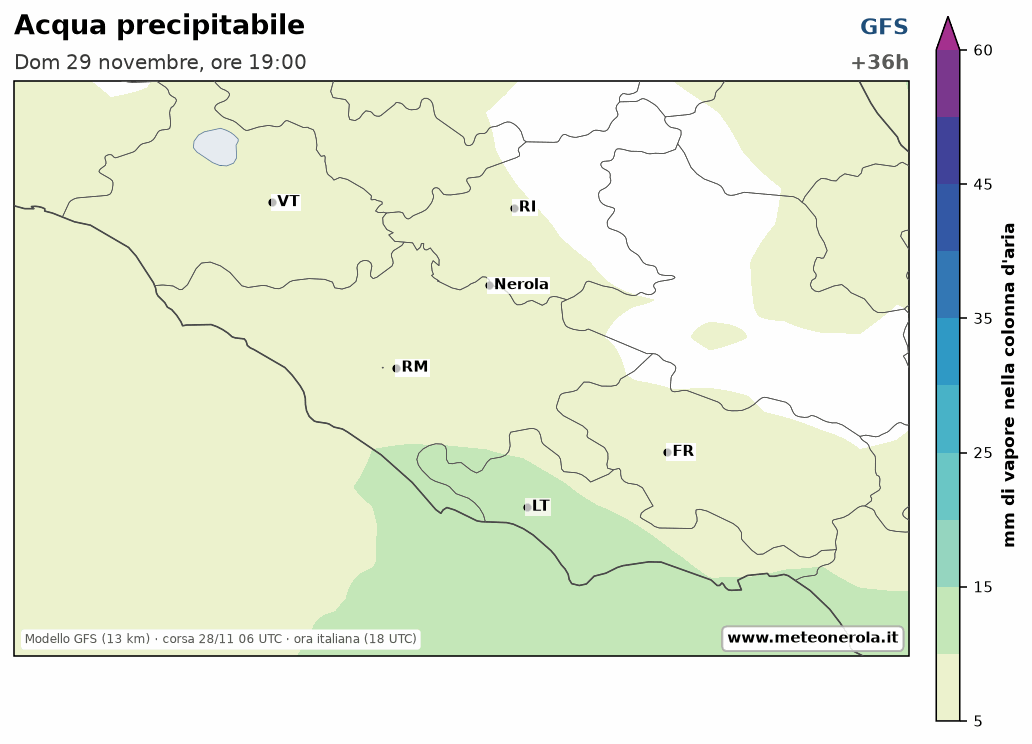 Acqua precipitabile
GFS
Dom 29 novembre, ore 19:00
+36h
VT
RI
Nerola
RM
FR
LT
Modello GFS (13 km) · corsa 28/11 06 UTC · ora italiana (18 UTC)
www.meteonerola.it
60
45
35
25
15
5
mm di vapore nella colonna d'aria